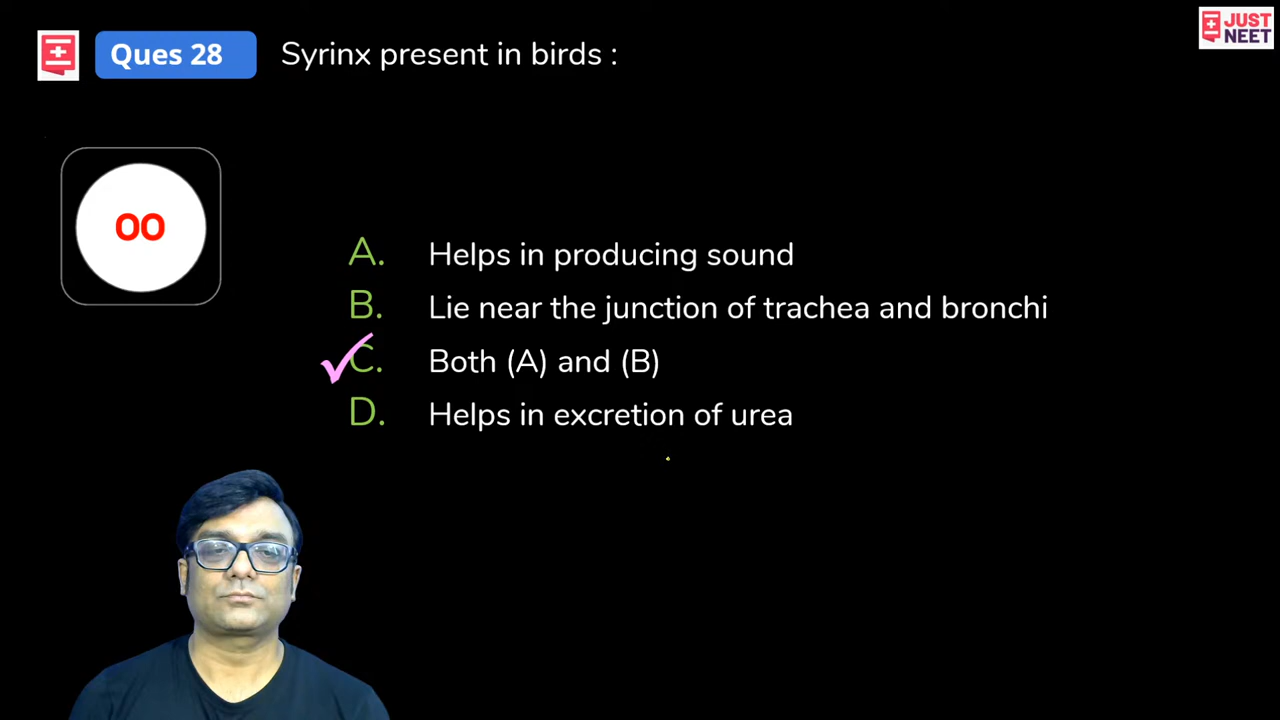 Ques 28 Syrinx present in birds :
JUST
NEET
00
A. Helps in producing sound
B. Lie near the junction of trachea and bronchi
C. Both (A) and (B)
D. Helps in excretion of urea